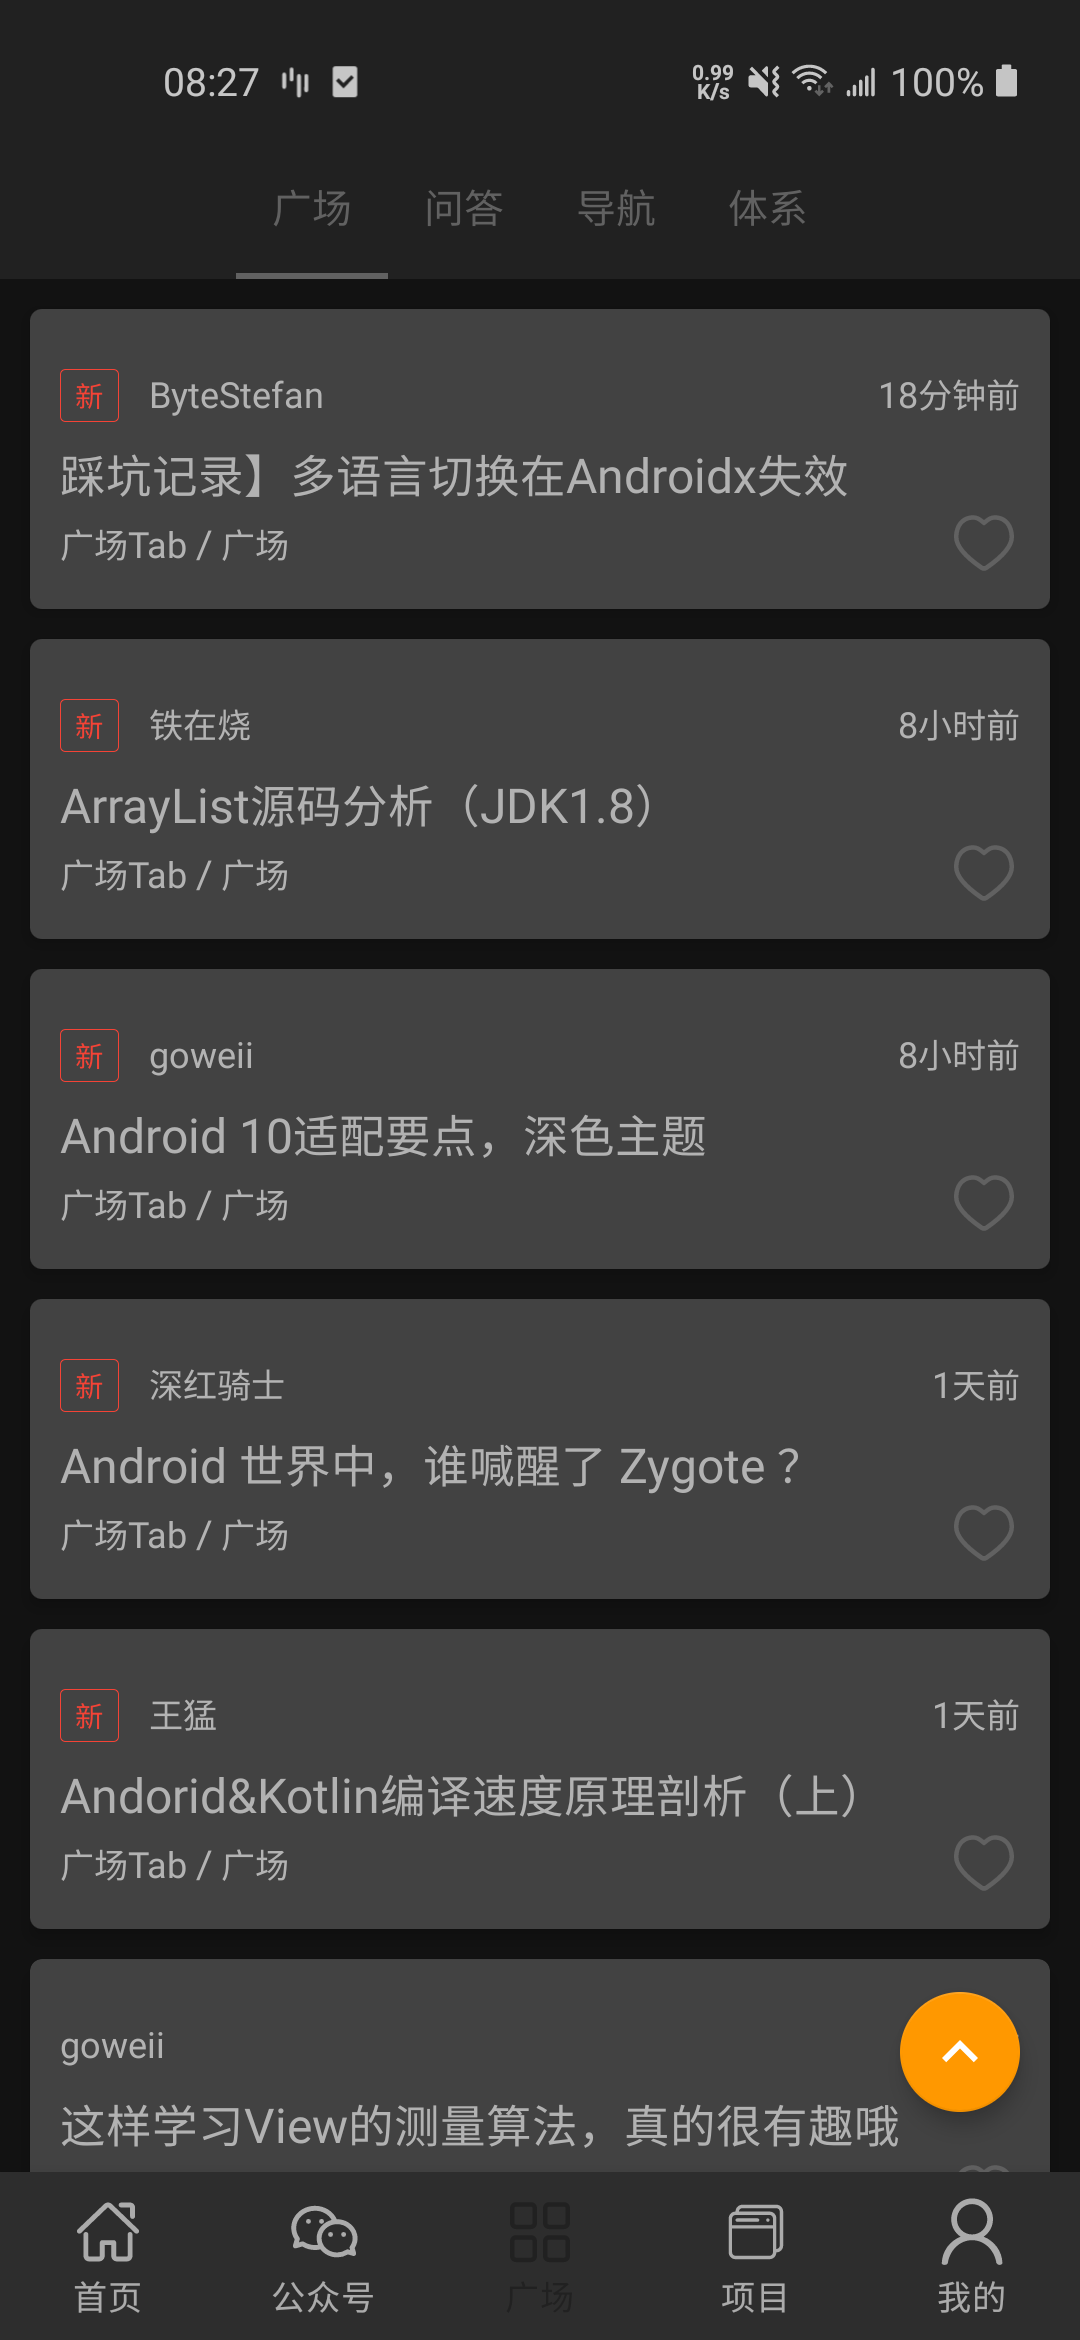 08:27
0.99
K/s
100%
广场 问答 导航 体系
新 ByteStefan 18分钟前
踩坑记录】多语言切换在Androidx失效
广场Tab / 广场
新 铁在烧 8小时前
ArrayList源码分析（JDK1.8）
广场Tab / 广场
新 goweii 8小时前
Android 10适配要点，深色主题
广场Tab / 广场
新 深红骑士 1天前
Android 世界中，谁喊醒了 Zygote ？
广场Tab / 广场
新 王猛 1天前
Andorid&Kotlin编译速度原理剖析（上）
广场Tab / 广场
goweii
这样学习View的测量算法，真的很有趣哦
首页 公众号 广场 项目 我的